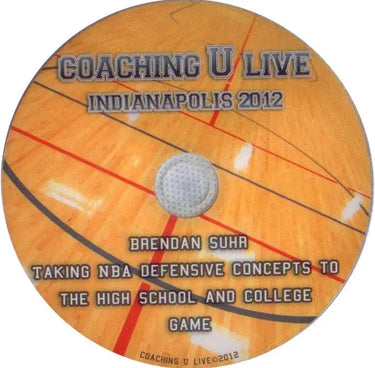 COACHING U LIVE
INDIANAPOLIS 2012
BRENDAN SUHR
TAKING NBA DEFENSIVE CONCEPTS TO
THE HIGH SCHOOL AND COLLEGE
GAME
COACHING U LIVE©2012